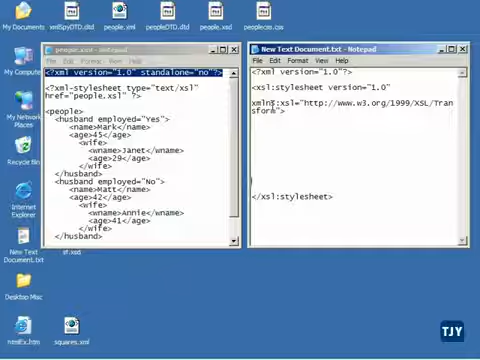 My Documents
xmlSpyDTD.dtd
people.xml
peopleDTD.dtd
people.xsd
peoplecm.css
My Computer
My Network
Places
Recycle Bin
Internet
Explorer
New Text
Document.txt
Desktop Misc
htmlEx.htm
squares.xml
people.xml - Notepad
File Edit Format View Help
<?xml version="1.0" standalone="no"?>
<?xml-stylesheet type="text/xsl"
href="people.xsl" ?>
<people>
<husband employed="Yes">
<name>Mark</name>
<age>45</age>
<wife>
<wname>Janet</wname>
<age>29</age>
</wife>
</husband>
<husband employed="No">
<name>Matt</name>
<age>42</age>
<wife>
<wname>Annie</wname>
<age>41</age>
</wife>
</husband>
New Text Document.txt - Notepad
File Edit Format View Help
<?xml version="1.0"?>
<xsl:stylesheet version="1.0"
xmlns:xsl="http://www.w3.org/1999/XSL/Tran
sform">
</xsl:stylesheet>
TJY